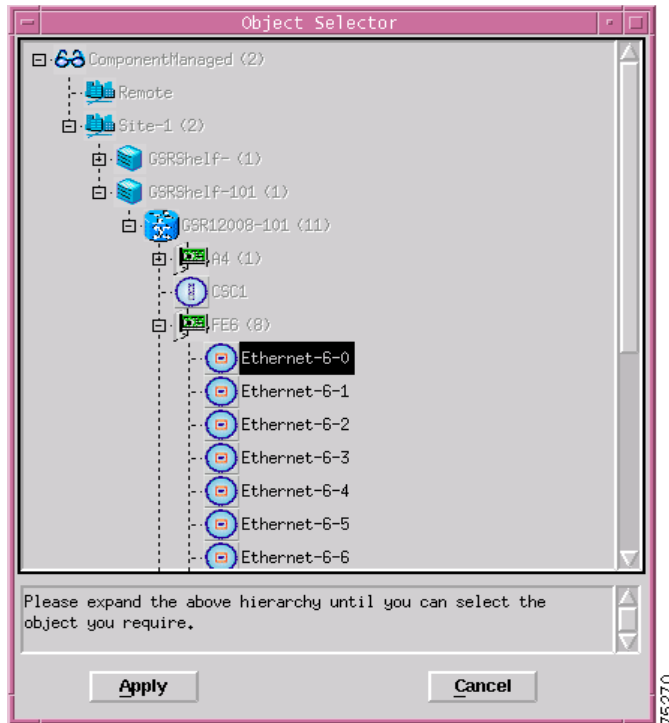 Object Selector
ComponentManaged (2)
Remote
Site-1 (2)
GSRShelf- (1)
GSRShelf-101 (1)
GSR12008-101 (11)
A4 (1)
CSC1
FE6 (8)
Ethernet-6-0
Ethernet-6-1
Ethernet-6-2
Ethernet-6-3
Ethernet-6-4
Ethernet-6-5
Ethernet-6-6
Please expand the above hierarchy until you can select the
object you require.
Apply
Cancel
75270